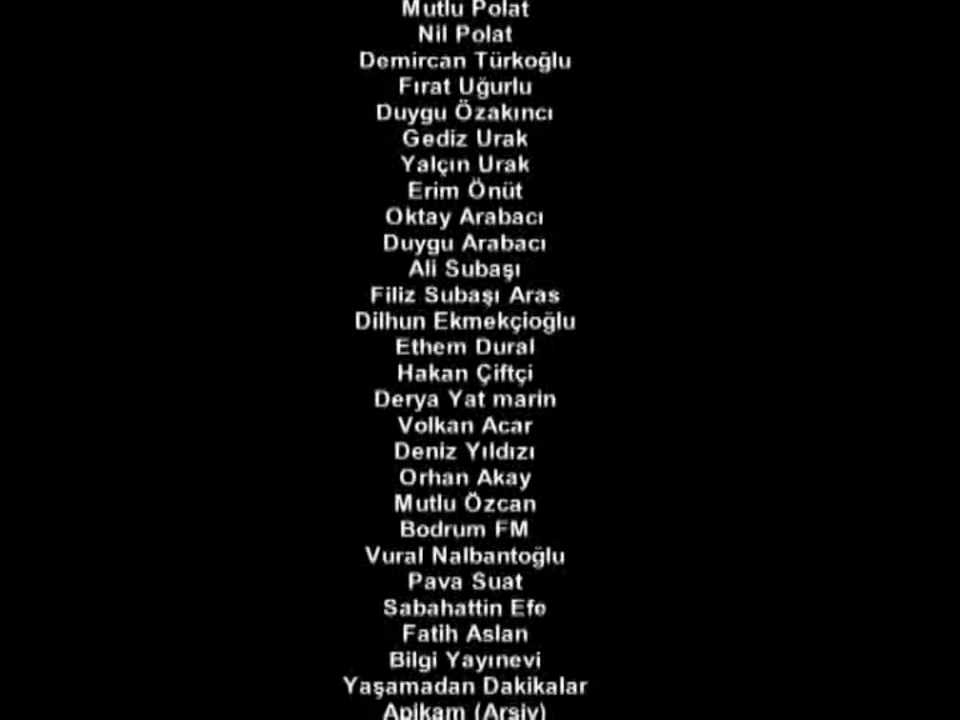 Mutlu Polat
Nil Polat
Demircan Türkoğlu
Fırat Uğurlu
Duygu Özakıncı
Gediz Urak
Yalçın Urak
Erim Önüt
Oktay Arabacı
Duygu Arabacı
Ali Subaşı
Filiz Subaşı Aras
Dilhun Ekmekçioğlu
Ethem Dural
Hakan Çiftçi
Derya Yat marin
Volkan Acar
Deniz Yıldızı
Orhan Akay
Mutlu Özcan
Bodrum FM
Vural Nalbantoğlu
Pava Suat
Sabahattin Efe
Fatih Aslan
Bilgi Yayınevi
Yaşamadan Dakikalar
Apikam (Arşiv)